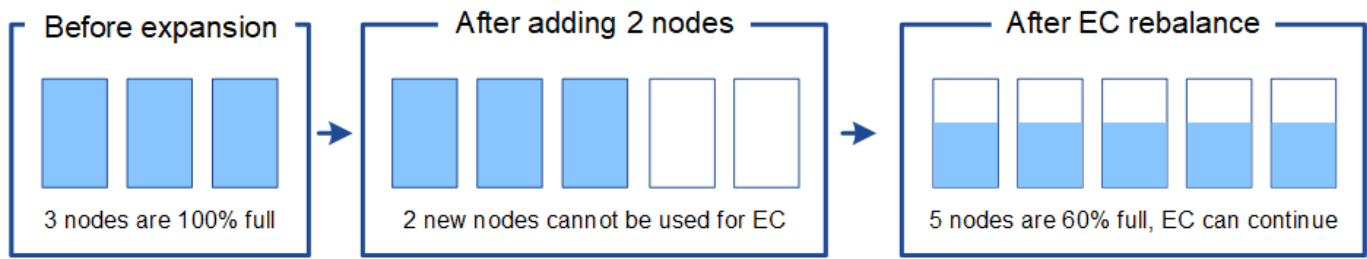 Before expansion
3 nodes are 100% full
After adding 2 nodes
2 new nodes cannot be used for EC
After EC rebalance
5 nodes are 60% full, EC can continue